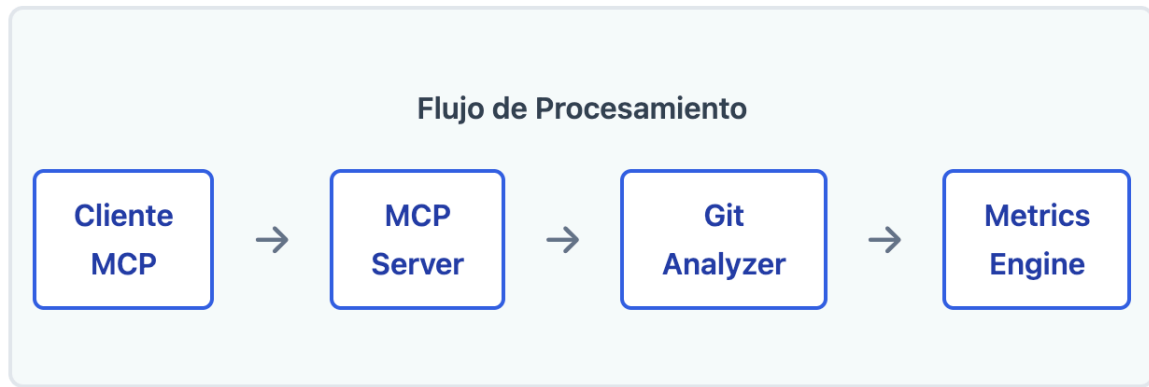 Flujo de Procesamiento
Cliente
MCP
→
MCP
Server
→
Git
Analyzer
→
Metrics
Engine